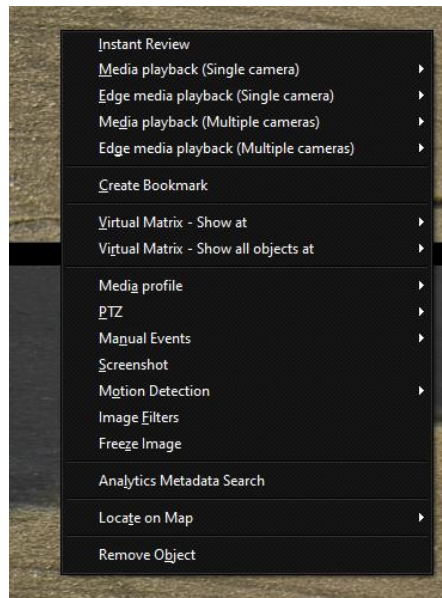 Instant Review
Media playback (Single camera)
Edge media playback (Single camera)
Media playback (Multiple cameras)
Edge media playback (Multiple cameras)
Create Bookmark
Virtual Matrix - Show at
Virtual Matrix - Show all objects at
Media profile
PTZ
Manual Events
Screenshot
Motion Detection
Image Filters
Freeze Image
Analytics Metadata Search
Locate on Map
Remove Object